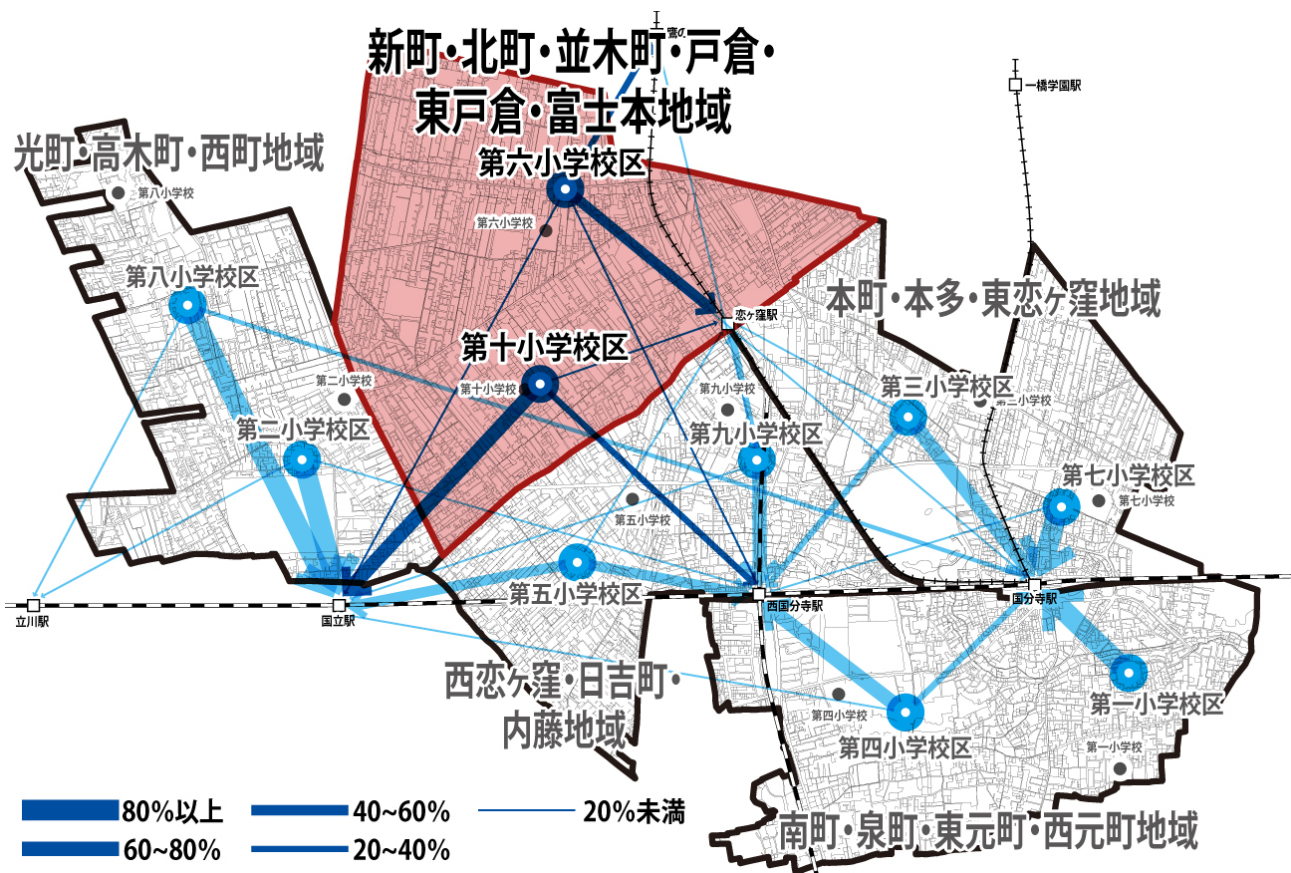 新町・北町・並木町・戸倉・
東戸倉・富士本地域
一橋学園駅
光町・高木町・西町地域
第六小学校区
第八小学校
第六小学校
第八小学校区
本町・本多・東恋ヶ窪地域
恋ヶ窪駅
第十小学校区
第二小学校
第十小学校
第九小学校
第三小学校区
第二小学校区
第九小学校区
第七小学校区
第五小学校
第七小学校
第五小学校区
立川駅
国立駅
西国分寺駅
国分寺駅
西恋ヶ窪・日吉町・
内藤地域
第四小学校
第一小学校区
第四小学校区
第一小学校
80%以上
40~60%
20%未満
60~80%
20~40%
南町・泉町・東元町・西元町地域